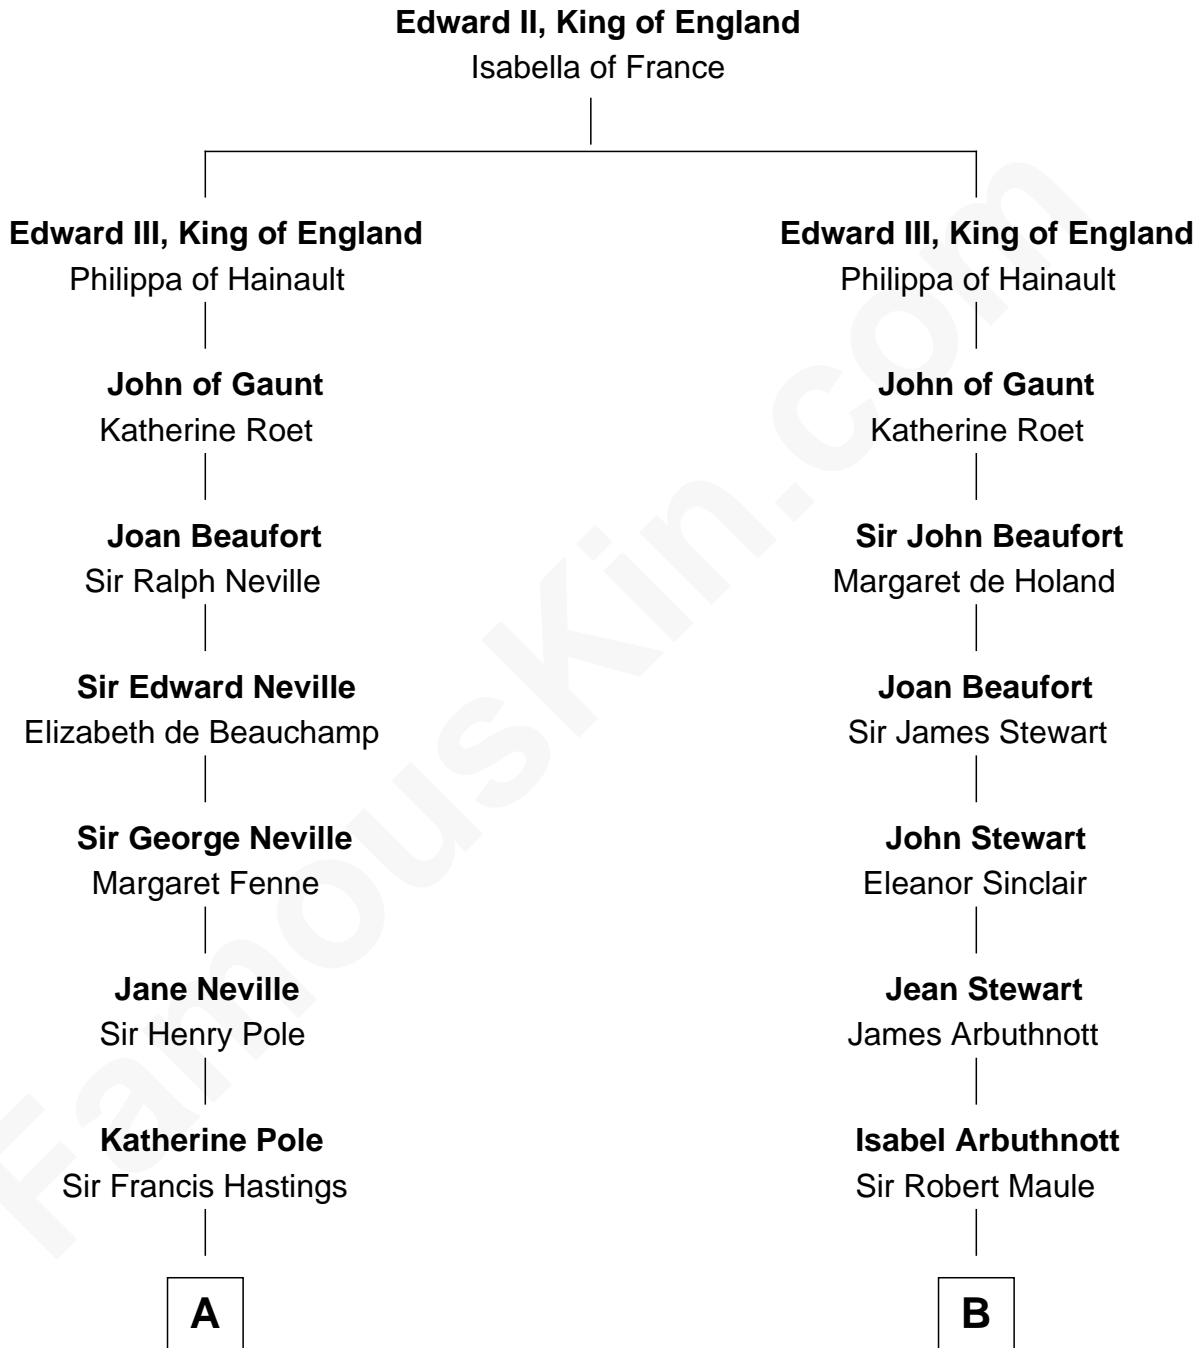 Edward II, King of England
Isabella of France
Edward III, King of England
Philippa of Hainault
John of Gaunt
Katherine Roet
Joan Beaufort
Sir Ralph Neville
Sir Edward Neville
Elizabeth de Beauchamp
Sir George Neville
Margaret Fenne
Jane Neville
Sir Henry Pole
Katherine Pole
Sir Francis Hastings
A
Edward III, King of England
Philippa of Hainault
John of Gaunt
Katherine Roet
Sir John Beaufort
Margaret de Holand
Joan Beaufort
Sir James Stewart
John Stewart
Eleanor Sinclair
Jean Stewart
James Arbuthnott
Isabel Arbuthnott
Sir Robert Maule
B
FamousKin.com